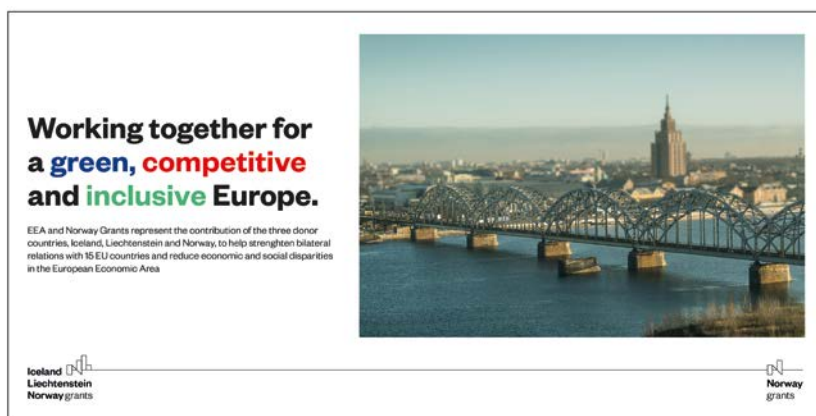 Working together for
a green, competitive
and inclusive Europe.
EEA and Norway Grants represent the contribution of the three donor
countries, Iceland, Liechtenstein and Norway, to help strenghten bilateral
relations with 15 EU countries and reduce economic and social disparities
in the European Economic Area
Iceland
Liechtenstein
Norway grants
Norway
grants